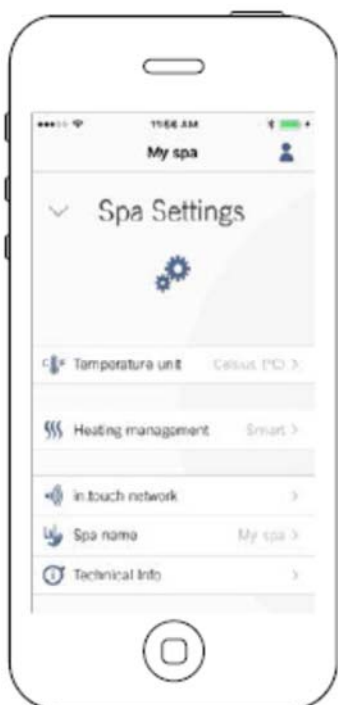 11:56 AM
My spa
Spa Settings
Temperature unit Celsius (°C) >
Heating management Smart >
in.touch network >
Spa name My spa >
Technical Info >